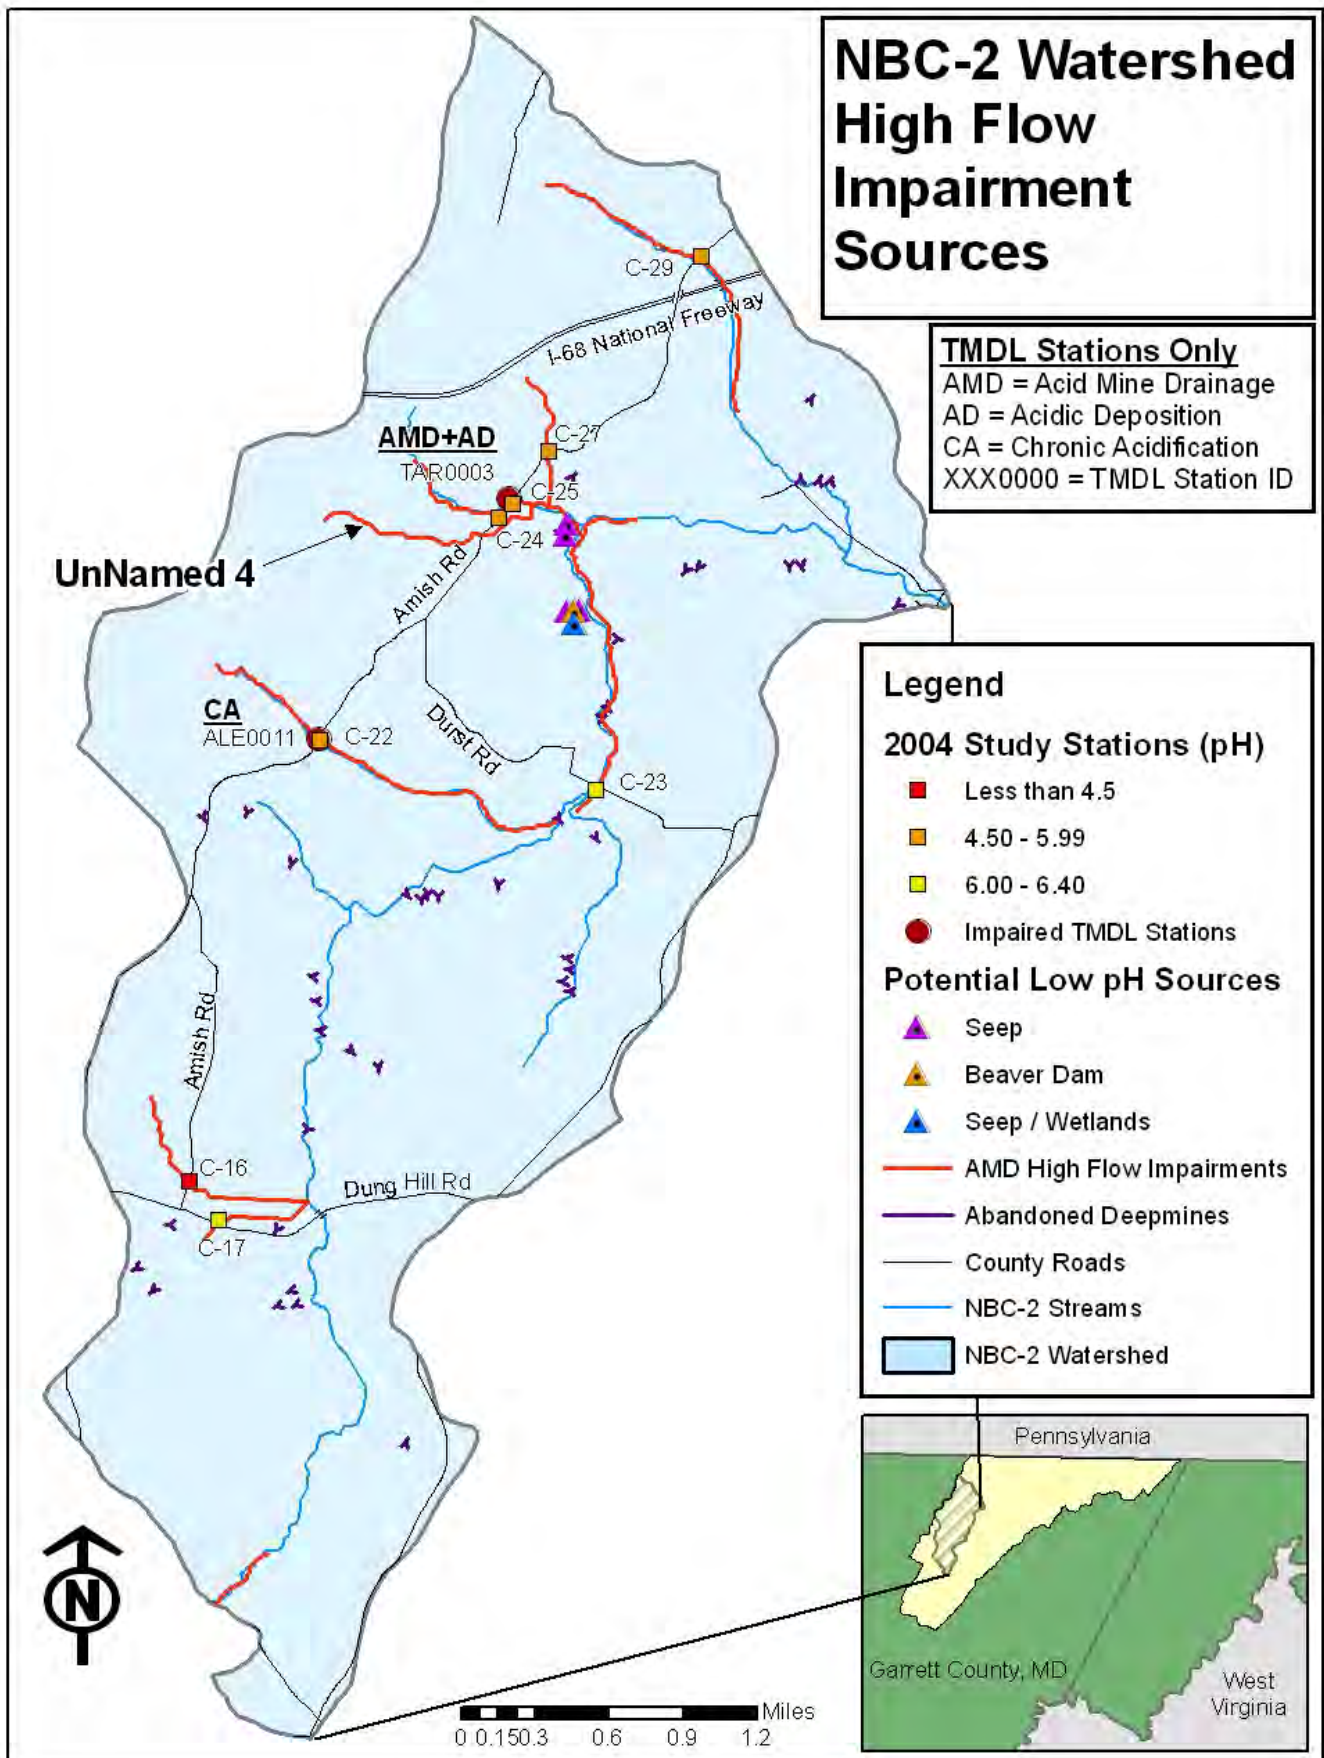 NBC-2 Watershed
High Flow
Impairment
Sources
TMDL Stations Only
AMD = Acid Mine Drainage
AD = Acidic Deposition
CA = Chronic Acidification
XXX0000 = TMDL Station ID
C-29
I-68 National Freeway
AMD+AD
TAR0003
C-27
C-25
C-24
UnNamed 4
Amish Rd
CA
ALE0011
C-22
Durst Rd
C-23
Amish Rd
C-16
Dung Hill Rd
C-17
Legend
2004 Study Stations (pH)
Less than 4.5
4.50 - 5.99
6.00 - 6.40
Impaired TMDL Stations
Potential Low pH Sources
Seep
Beaver Dam
Seep / Wetlands
AMD High Flow Impairments
Abandoned Deepmines
County Roads
NBC-2 Streams
NBC-2 Watershed
Pennsylvania
Garrett County, MD
West
Virginia
N
Miles
0 0.150.3 0.6 0.9 1.2